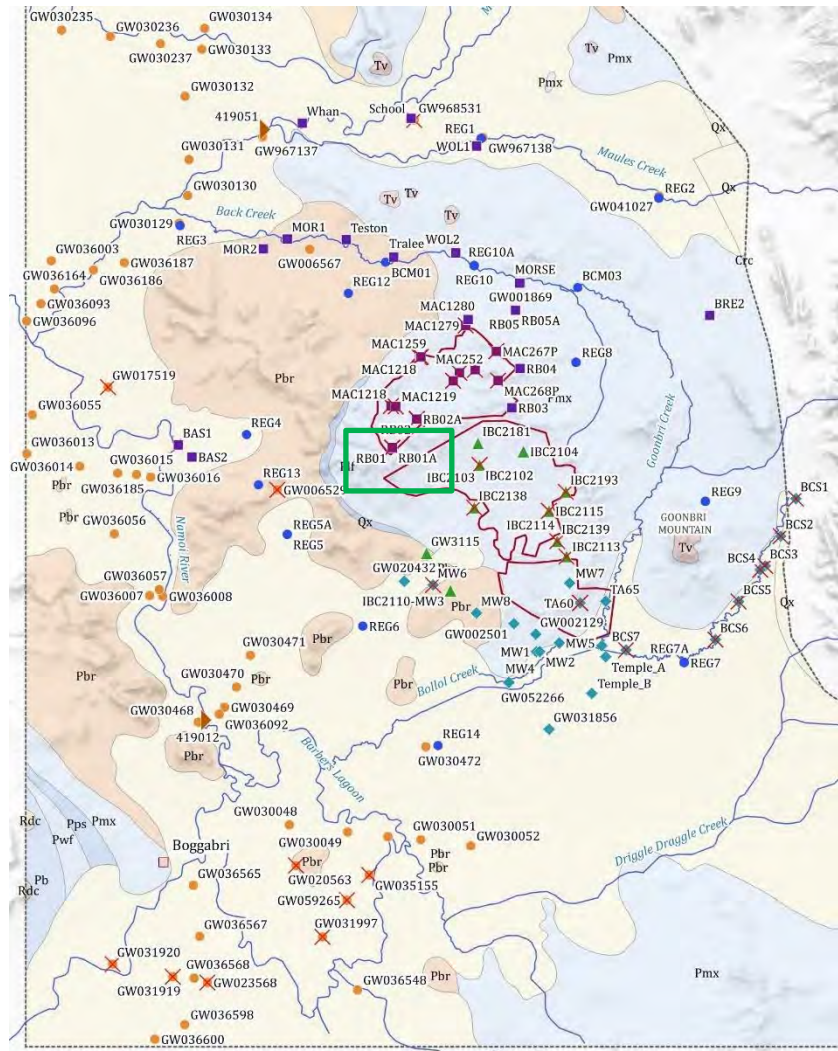 GW030235
GW030236
GW030134
GW030237
GW030133
Tv
Tv
Pmx
Pmx
GW030132
419051
Whan
School
GW968531
REG1
Qx
GW967137
WOL1
GW967138
GW030131
Maules Creek
REG2
Qx
GW030130
GW041027
Tv
Tv
Back Creek
Tv
GW030129
REG3
MOR1
Teston
MOR2
Tralee
WOL2
GW036003
GW036187
GW006567
BCM01
REG10A
Crc
GW036164
GW036186
REG12
REG10
MORSE
BCM03
GW036093
GW001869
BRE2
GW036096
MAC1280
RB05
RB05A
MAC1279
MAC1259
MAC267P
REG8
MAC252
RB04
GW017519
Pbr
MAC1218
MAC268P
MAC1218
MAC1219
Pmx
GW036055
RB02A
RB03
REG4
Goonbri Creek
BAS1
IBC2181
GW036013
BAS2
RB01
RB01A
IBC2104
GW036014
GW036015
REG13
IBC2103
IBC2102
GW036016
GW006529
IBC2193
BCS1
Pbr
GW036185
IBC2138
REG9
Pbr
GW036056
REG5A
Qx
IBC2115
GOONBRI
MOUNTAIN
BCS2
Namoi River
REG5
IBC2114
IBC2139
Tv
GW3115
IBC2113
BCS4
BCS3
GW036057
MW6
MW7
GW036007
GW036008
TA65
BCS5
Qx
IBC2110-MW3
Pbr
MW8
TA60
REG6
GW002129
BCS6
GW002501
GW030471
MW5
BCS7
REG7A
Pbr
MW1
MW2
Temple_A
REG7
Pbr
GW030470
Pbr
Bollol Creek
MW4
Temple_B
GW030468
GW030469
Pbr
GW052266
GW036092
GW031856
419012
REG14
Pbr
Barbers Lagoon
GW030472
Rdc
Pps
Pmx
GW030048
Pwf
GW030051
Driggle Draggle Creek
GW030049
GW030052
Boggabri
Pbr
Pbr
Pbr
Pb
GW020563
Rdc
GW036565
GW035155
GW059265
GW036567
GW031997
GW031920
GW036568
Pbr
Pmx
GW031919
GW023568
GW036548
GW036598
GW036600